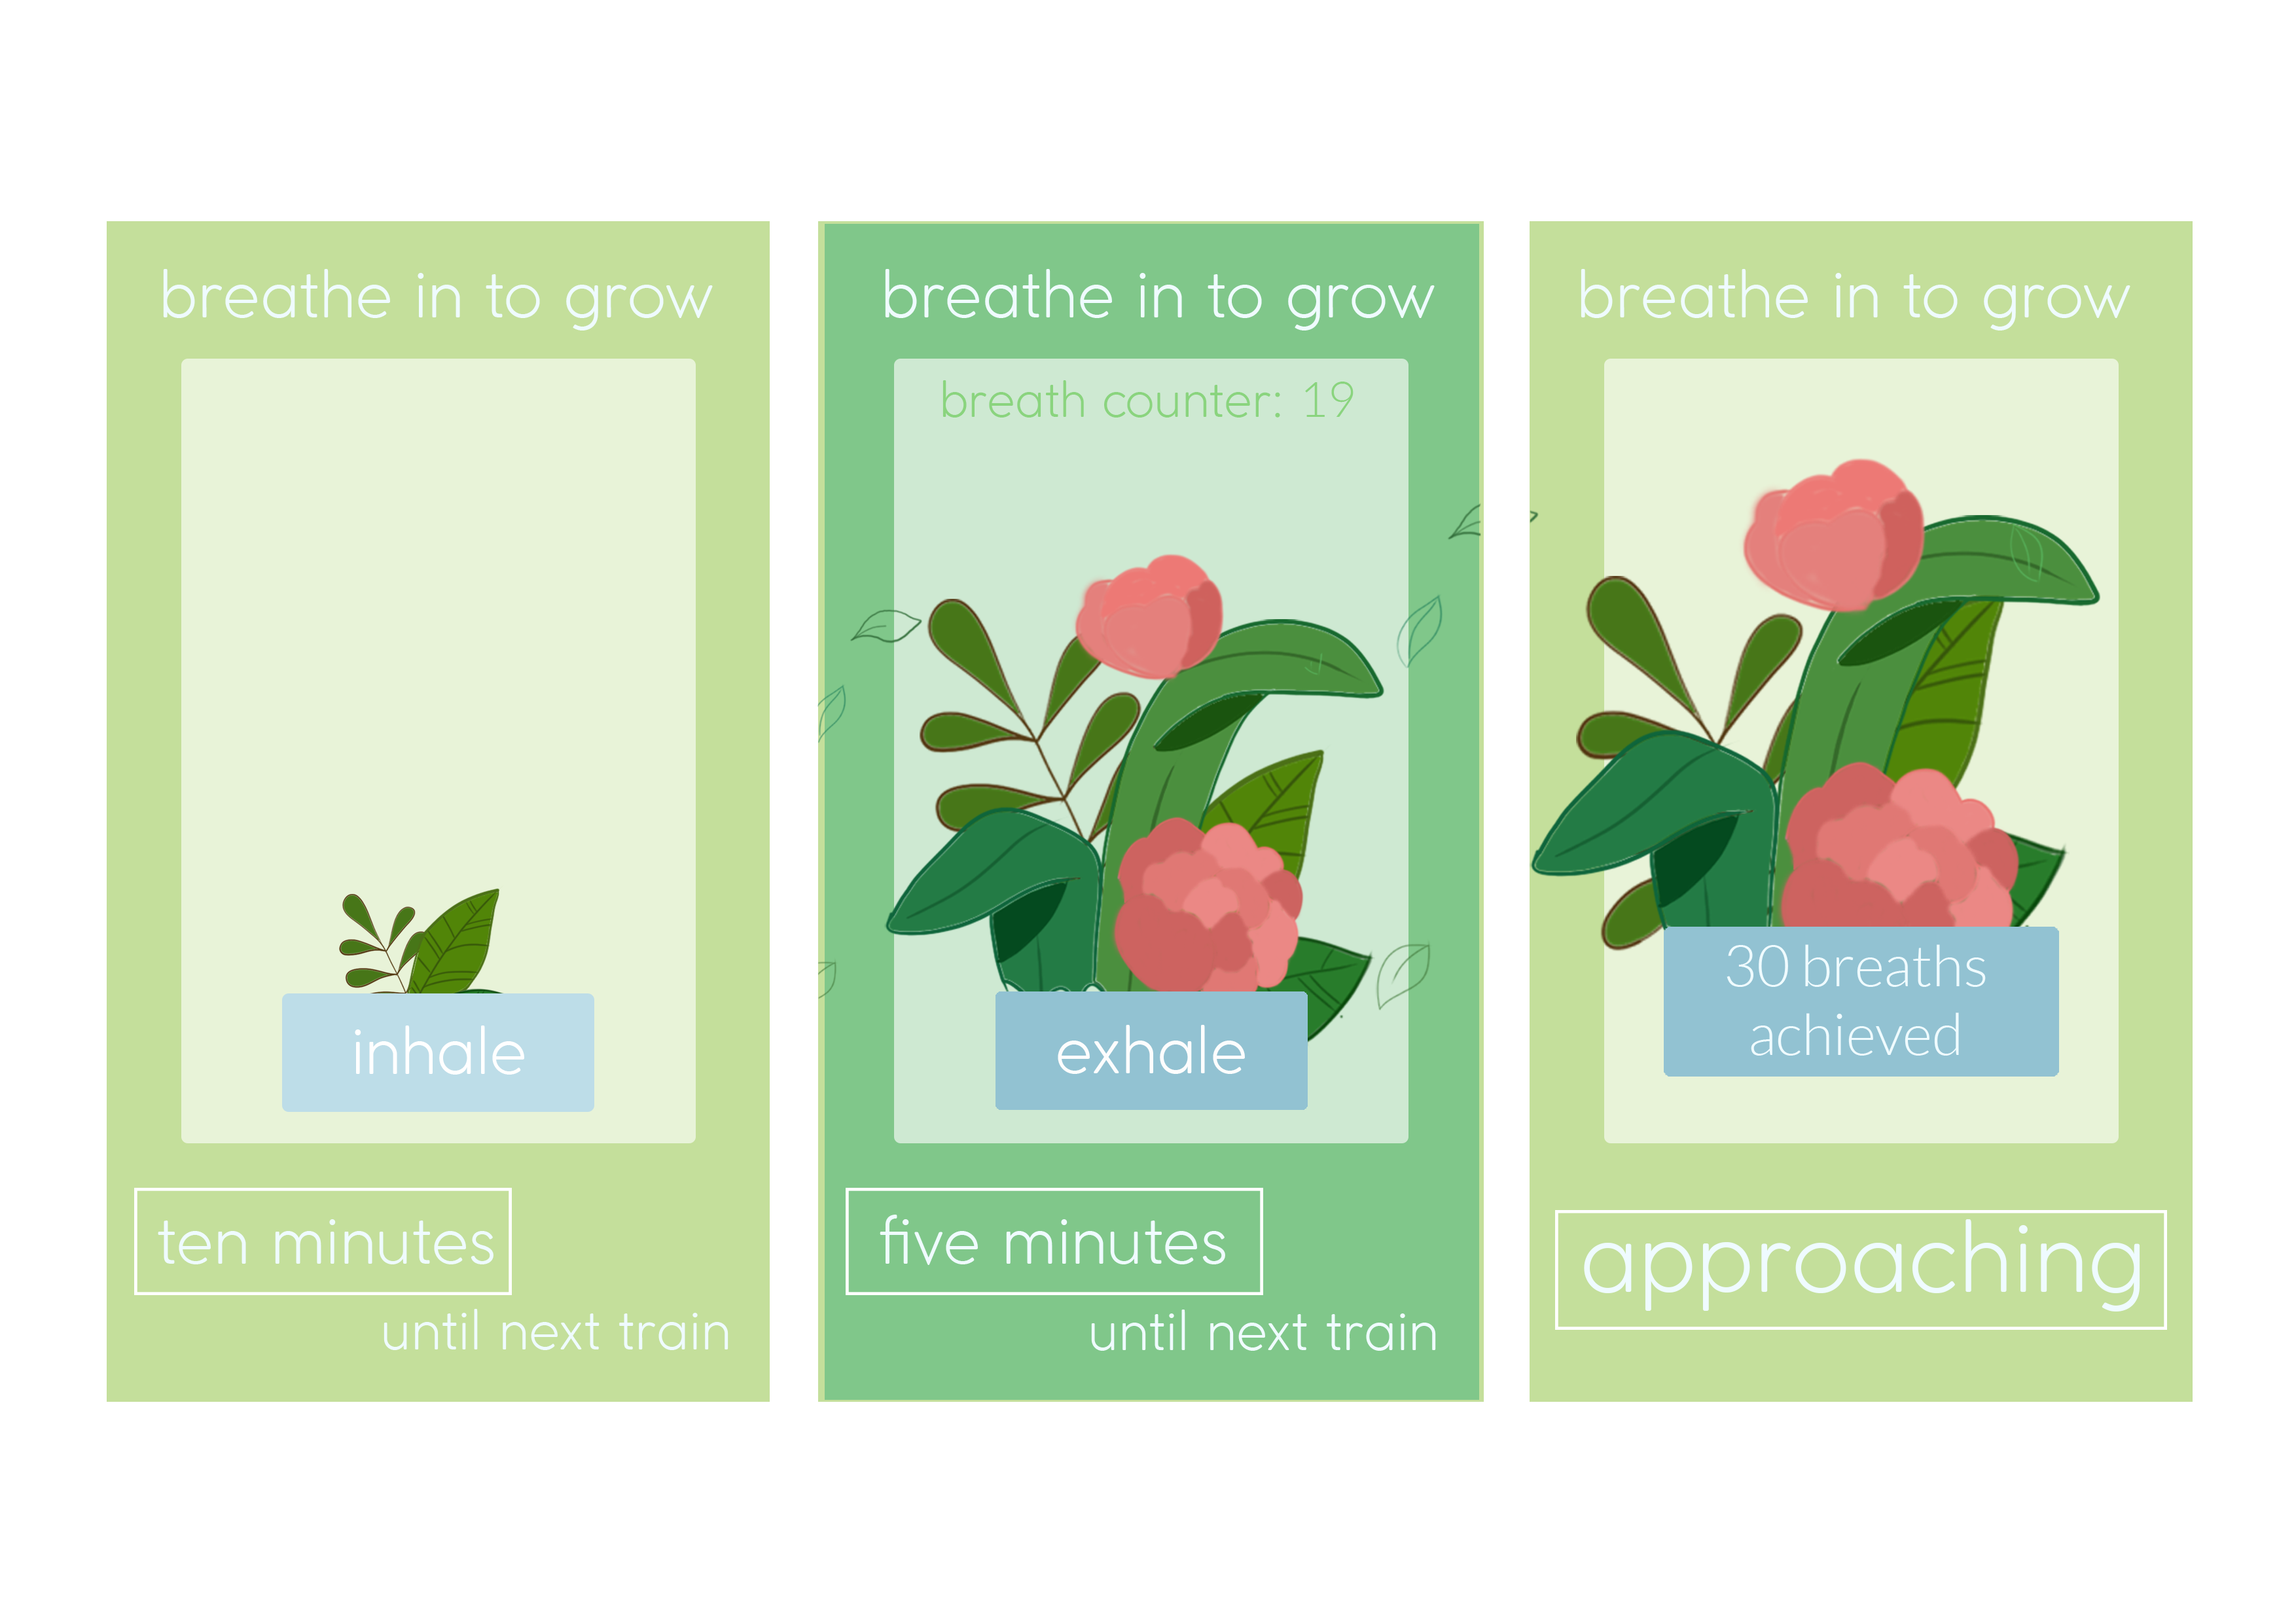 breathe in to grow
inhale
ten minutes
until next train
breathe in to grow
breath counter: 19
exhale
five minutes
until next train
breathe in to grow
30 breaths
achieved
approaching